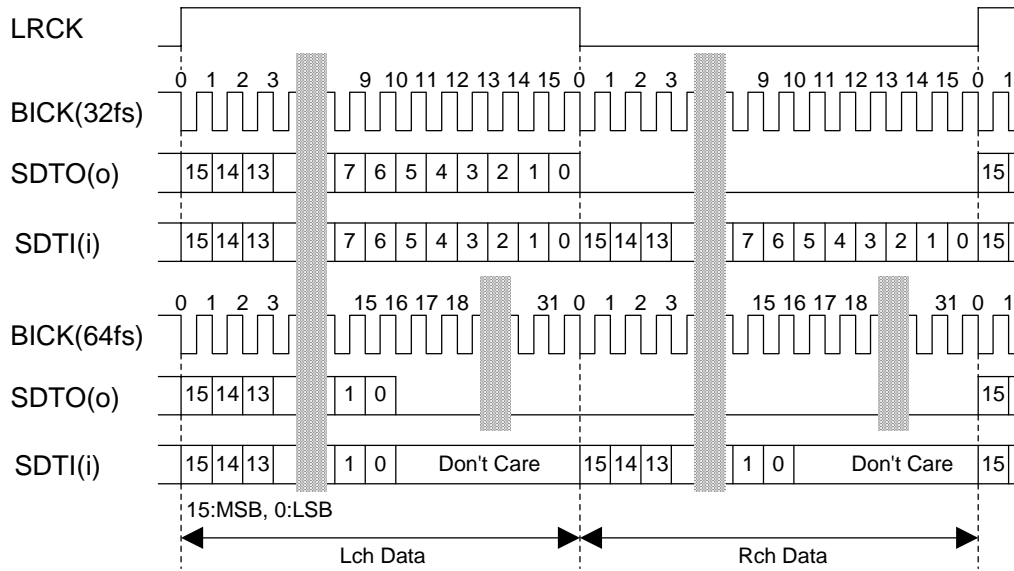 LRCK
0 1 2 3 9 10 11 12 13 14 15 0 1 2 3 9 10 11 12 13 14 15 0 1
BICK(32fs)
SDTO(o) 15 14 13 7 6 5 4 3 2 1 0 15
SDTI(i) 15 14 13 7 6 5 4 3 2 1 0 15 14 13 7 6 5 4 3 2 1 0 15
0 1 2 3 15 16 17 18 31 0 1 2 3 15 16 17 18 31 0 1
BICK(64fs)
SDTO(o) 15 14 13 1 0 15
SDTI(i) 15 14 13 1 0 Don't Care 15 14 13 1 0 Don't Care 15
15:MSB, 0:LSB
Lch Data Rch Data